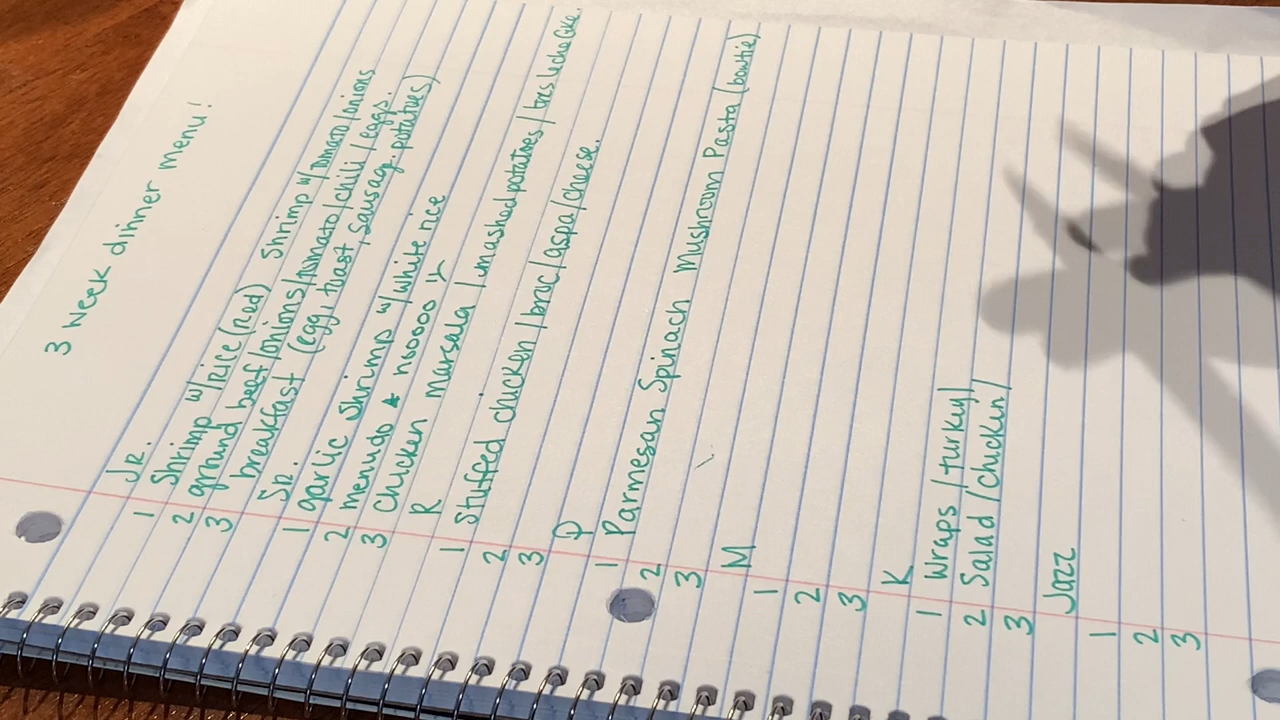 3 week dinner menu!
Jr.
1 Shrimp w/rice (red) Shrimp w/tomato/onions
2 ground beef/onions/tomato/chili/eggs.
3 breakfast (egg, toast, sausage, potatoes)
Sr.
1 garlic shrimp w/white rice
2 menudo ★ nooooo
3 Chicken marsala/mashed potatoes/tres leche Cake.
R
1 Stuffed chicken/broc/aspa/cheese.
2
3
P
1 Parmesan Spinach Mushroom Pasta (bowtie)
2
3
M
1
2
3
K
1 Wraps/turkey/
2 Salad/chicken/
3
Jazz
1
2
3